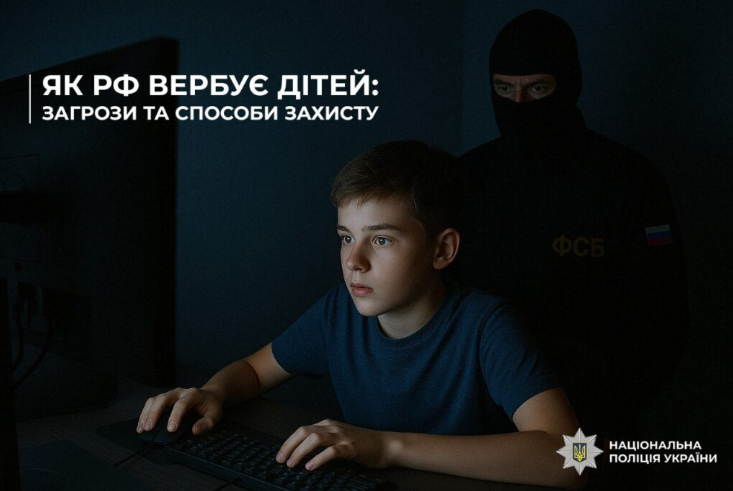 ЯК РФ ВЕРБУЄ ДІТЕЙ:
ЗАГРОЗИ ТА СПОСОБИ ЗАХИСТУ
ФСБ
НАЦІОНАЛЬНА
ПОЛІЦІЯ УКРАЇНИ